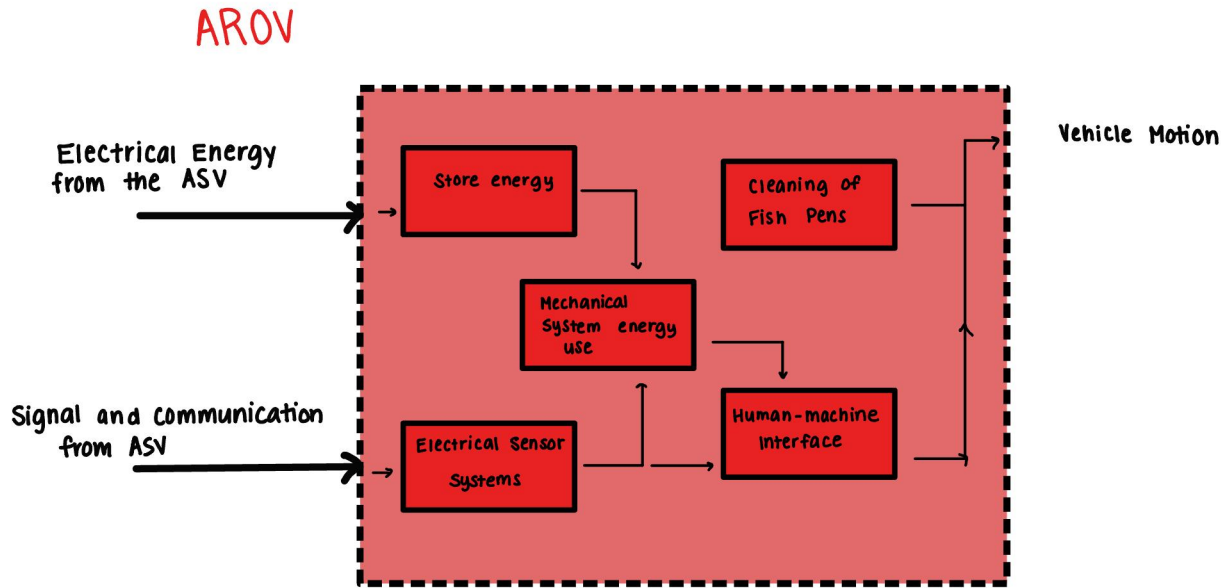 AROV
Electrical Energy
from the ASV
Vehicle Motion
Store energy
Cleaning of
Fish Pens
Mechanical
System energy
use
Signal and Communication
from ASV
Electrical Sensor
Systems
Human-machine
Interface